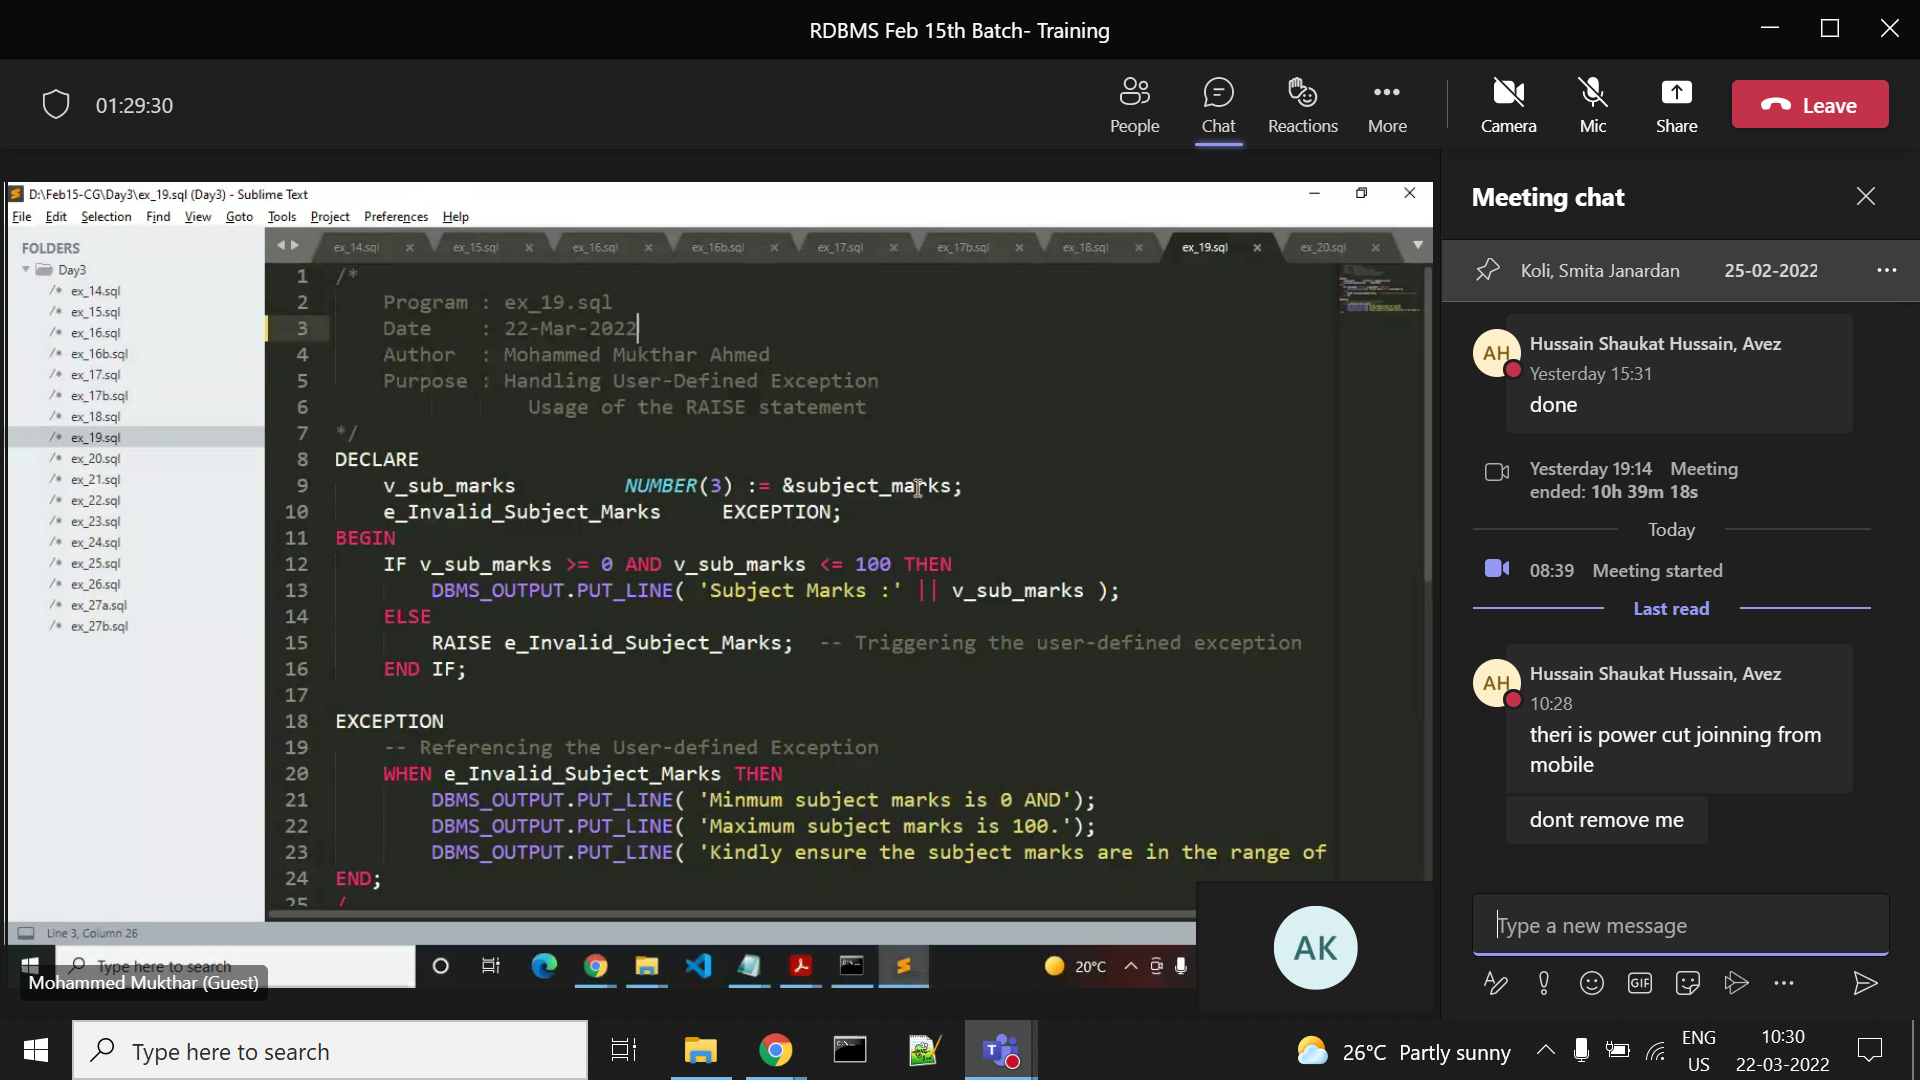 RDBMS Feb 15th Batch- Training
01:29:30
People
Chat
Reactions
More
Camera
Mic
Share
Leave
D:\Feb15-CG\Day3\ex_19.sql (Day3) - Sublime Text
File Edit Selection Find View Goto Tools Project Preferences Help
FOLDERS
Day3
/* ex_14.sql
/* ex_15.sql
/* ex_16.sql
/* ex_16b.sql
/* ex_17.sql
/* ex_17b.sql
/* ex_18.sql
/* ex_19.sql
/* ex_20.sql
/* ex_21.sql
/* ex_22.sql
/* ex_23.sql
/* ex_24.sql
/* ex_25.sql
/* ex_26.sql
/* ex_27a.sql
/* ex_27b.sql
ex_14.sql ex_15.sql ex_16.sql ex_16b.sql ex_17.sql ex_17b.sql ex_18.sql ex_19.sql ex_20.sql
1 /*
2 Program : ex_19.sql
3 Date : 22-Mar-2022
4 Author : Mohammed Mukthar Ahmed
5 Purpose : Handling User-Defined Exception
6 Usage of the RAISE statement
7 */
8 DECLARE
9 v_sub_marks NUMBER(3) := &subject_marks;
10 e_Invalid_Subject_Marks EXCEPTION;
11 BEGIN
12 IF v_sub_marks >= 0 AND v_sub_marks <= 100 THEN
13 DBMS_OUTPUT.PUT_LINE( 'Subject Marks :' || v_sub_marks );
14 ELSE
15 RAISE e_Invalid_Subject_Marks; -- Triggering the user-defined exception
16 END IF;
17
18 EXCEPTION
19 -- Referencing the User-defined Exception
20 WHEN e_Invalid_Subject_Marks THEN
21 DBMS_OUTPUT.PUT_LINE( 'Minmum subject marks is 0 AND');
22 DBMS_OUTPUT.PUT_LINE( 'Maximum subject marks is 100.');
23 DBMS_OUTPUT.PUT_LINE( 'Kindly ensure the subject marks are in the range of
24 END;
25 /
Line 3, Column 26
Type here to search
Mohammed Mukthar (Guest)
20°C
AK
Meeting chat
Koli, Smita Janardan 25-02-2022
AH
Hussain Shaukat Hussain, Avez
Yesterday 15:31
done
Yesterday 19:14 Meeting
ended: 10h 39m 18s
Today
08:39 Meeting started
Last read
AH
Hussain Shaukat Hussain, Avez
10:28
theri is power cut joinning from
mobile
dont remove me
Type a new message
GIF
Type here to search
26°C Partly sunny
ENG
US
10:30
22-03-2022